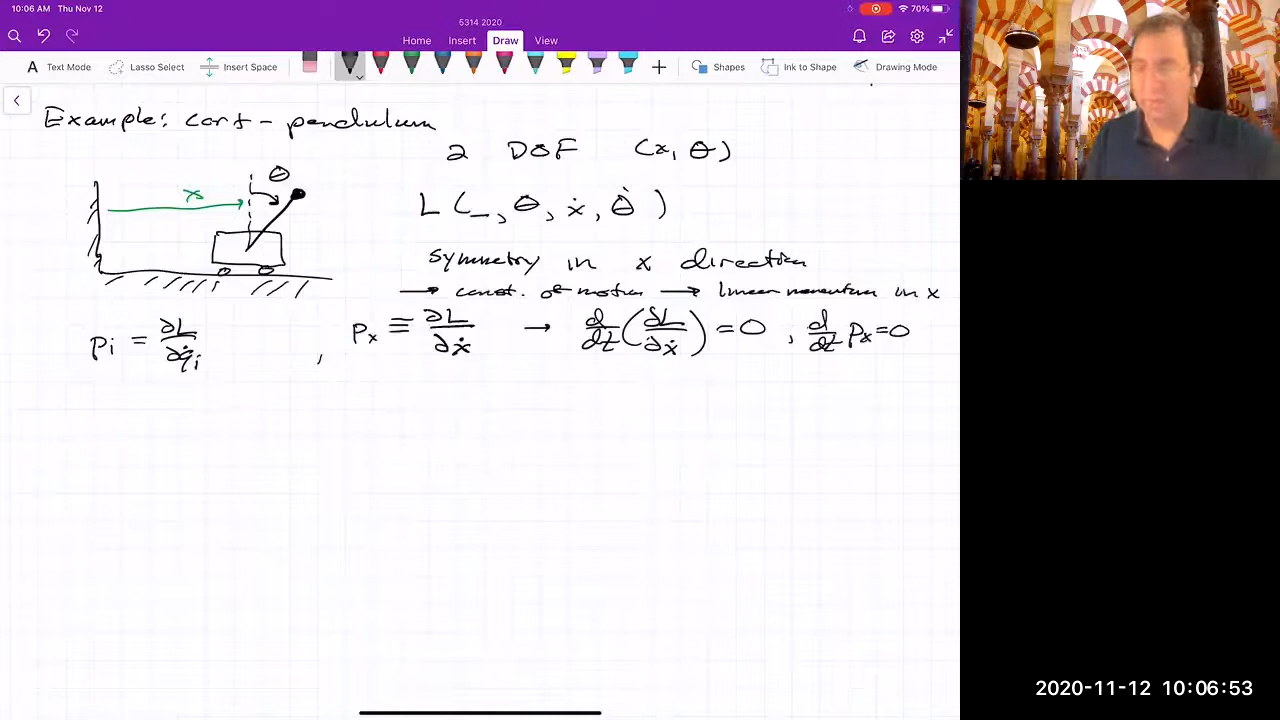 10:06 AM Thu Nov 12
70%
5314 2020
Home Insert Draw View
Text Mode Lasso Select Insert Space Shapes Ink to Shape Drawing Mode
Example: cart-pendulum
2 DOF (x, θ)
θ
x
L(_, θ, ẋ, θ̇)
symmetry in x direction
→ const. of motion → linear momentum in x
pᵢ = ∂L/∂q̇ᵢ , pₓ ≡ ∂L/∂ẋ → d/dt(∂L/∂ẋ) = 0 , d/dt pₓ = 0
2020-11-12 10:06:53